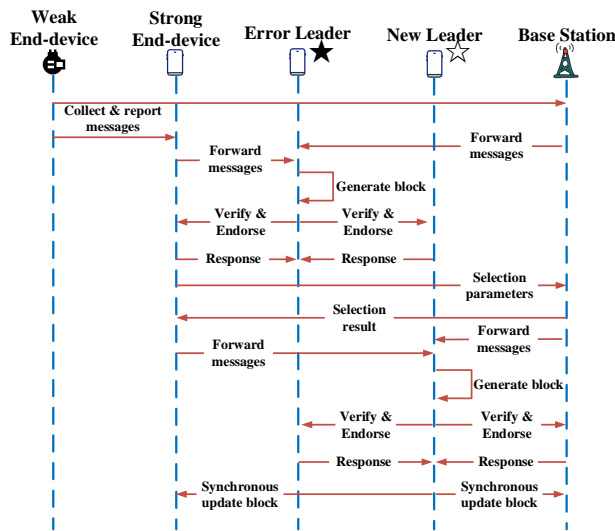 Weak
End-device
Strong
End-device
Error Leader
New Leader
Base Station
Collect & report
messages
Forward
messages
Forward
messages
Generate block
Verify &
Endorse
Verify &
Endorse
Response
Response
Selection
parameters
Selection
result
Forward
messages
Forward
messages
Generate block
Verify &
Endorse
Verify &
Endorse
Response
Response
Synchronous
update block
Synchronous
update block